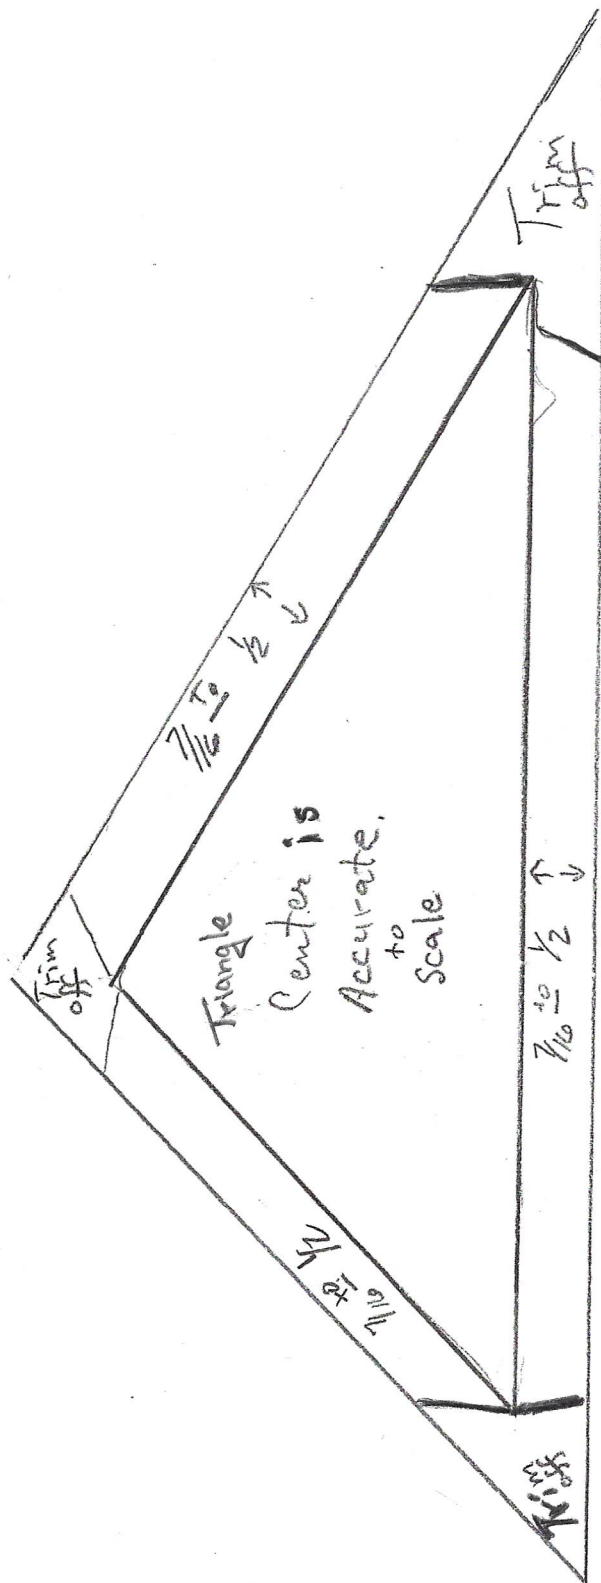 Trim
off
7/16 to 1/2
Trim
off
Triangle
Center is
Accurate
to
Scale
7/16 to 1/2
7/16 to 1/2
Trim
off